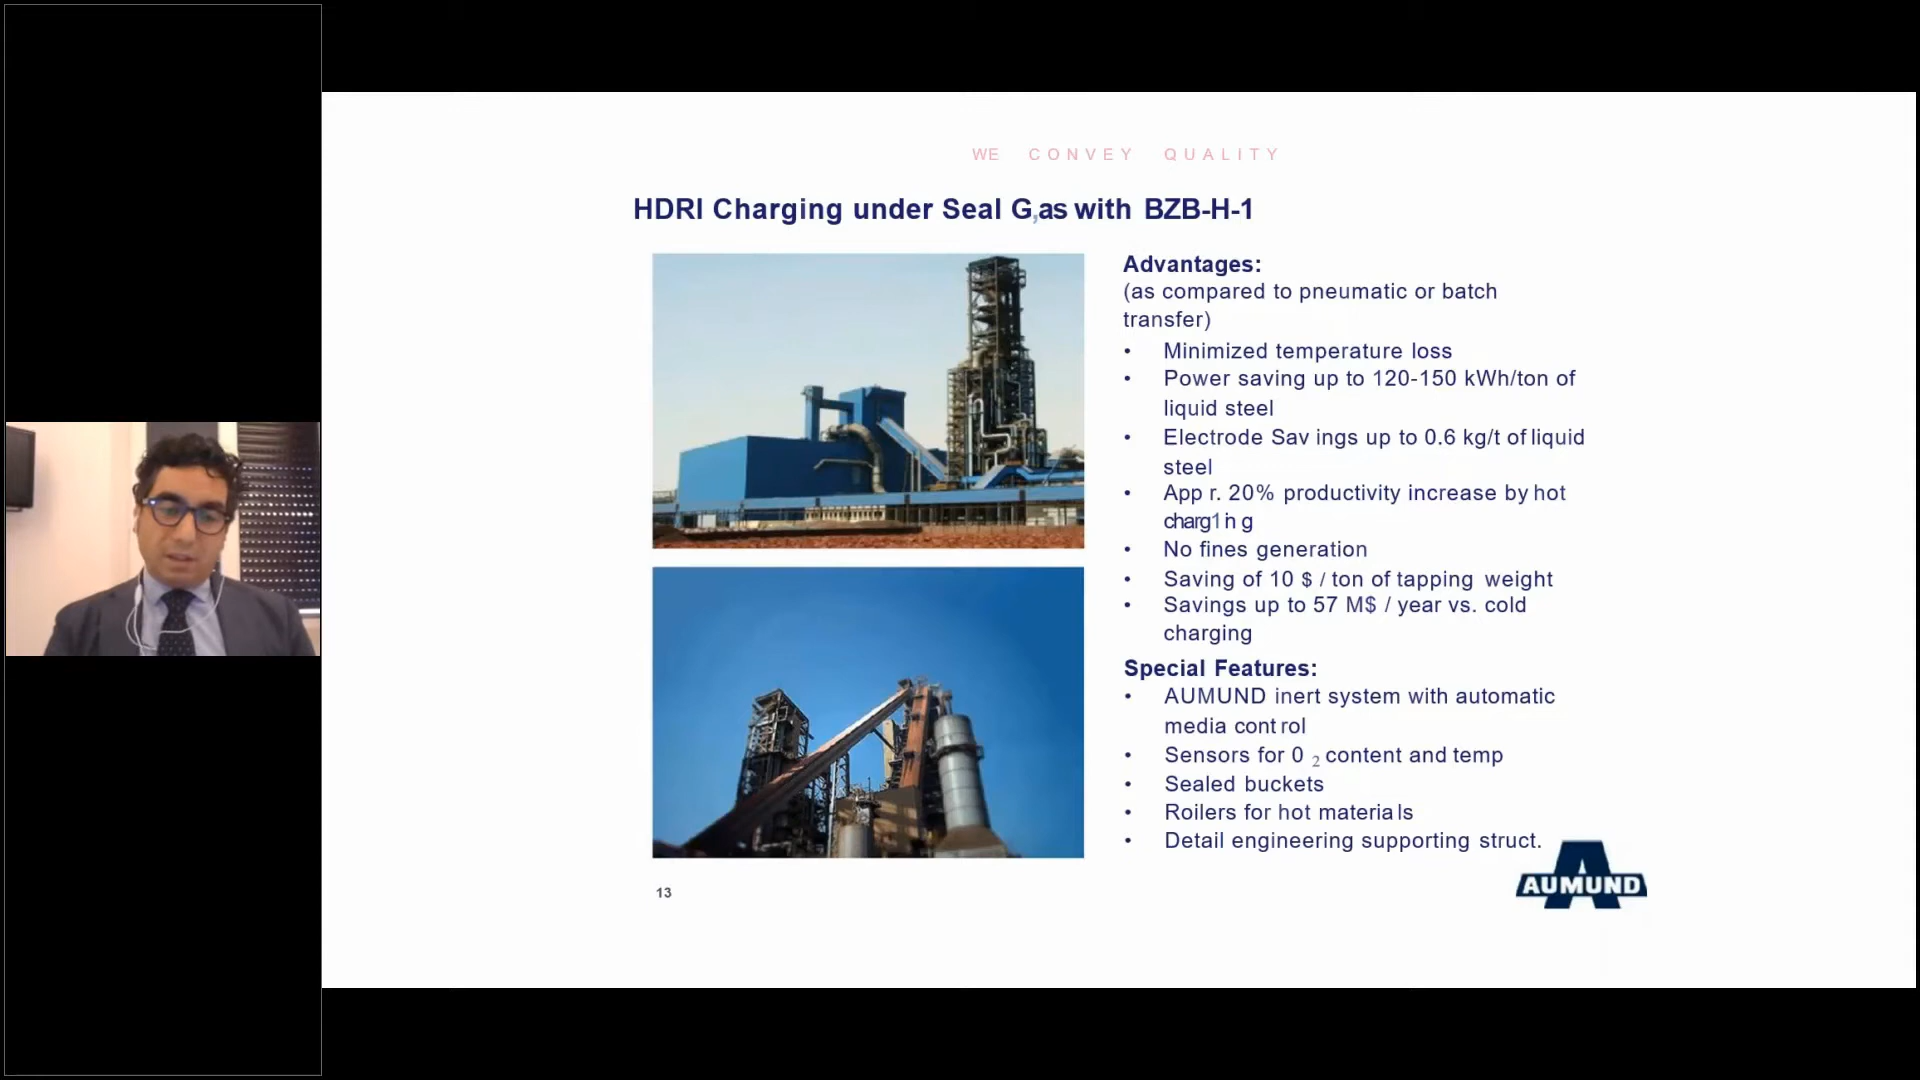 WE CONVEY QUALITY
HDRI Charging under Seal G,as with BZB-H-1
Advantages:
(as compared to pneumatic or batch
transfer)
• Minimized temperature loss
• Power saving up to 120-150 kWh/ton of
liquid steel
• Electrode Sav ings up to 0.6 kg/t of liquid
steel
• App r. 20% productivity increase by hot
charg1h g
• No fines generation
• Saving of 10 $ / ton of tapping weight
• Savings up to 57 M$ / year vs. cold
charging
Special Features:
• AUMUND inert system with automatic
media cont rol
• Sensors for 0 2 content and temp
• Sealed buckets
• Roilers for hot materia ls
• Detail engineering supporting struct.
AUMUND
13